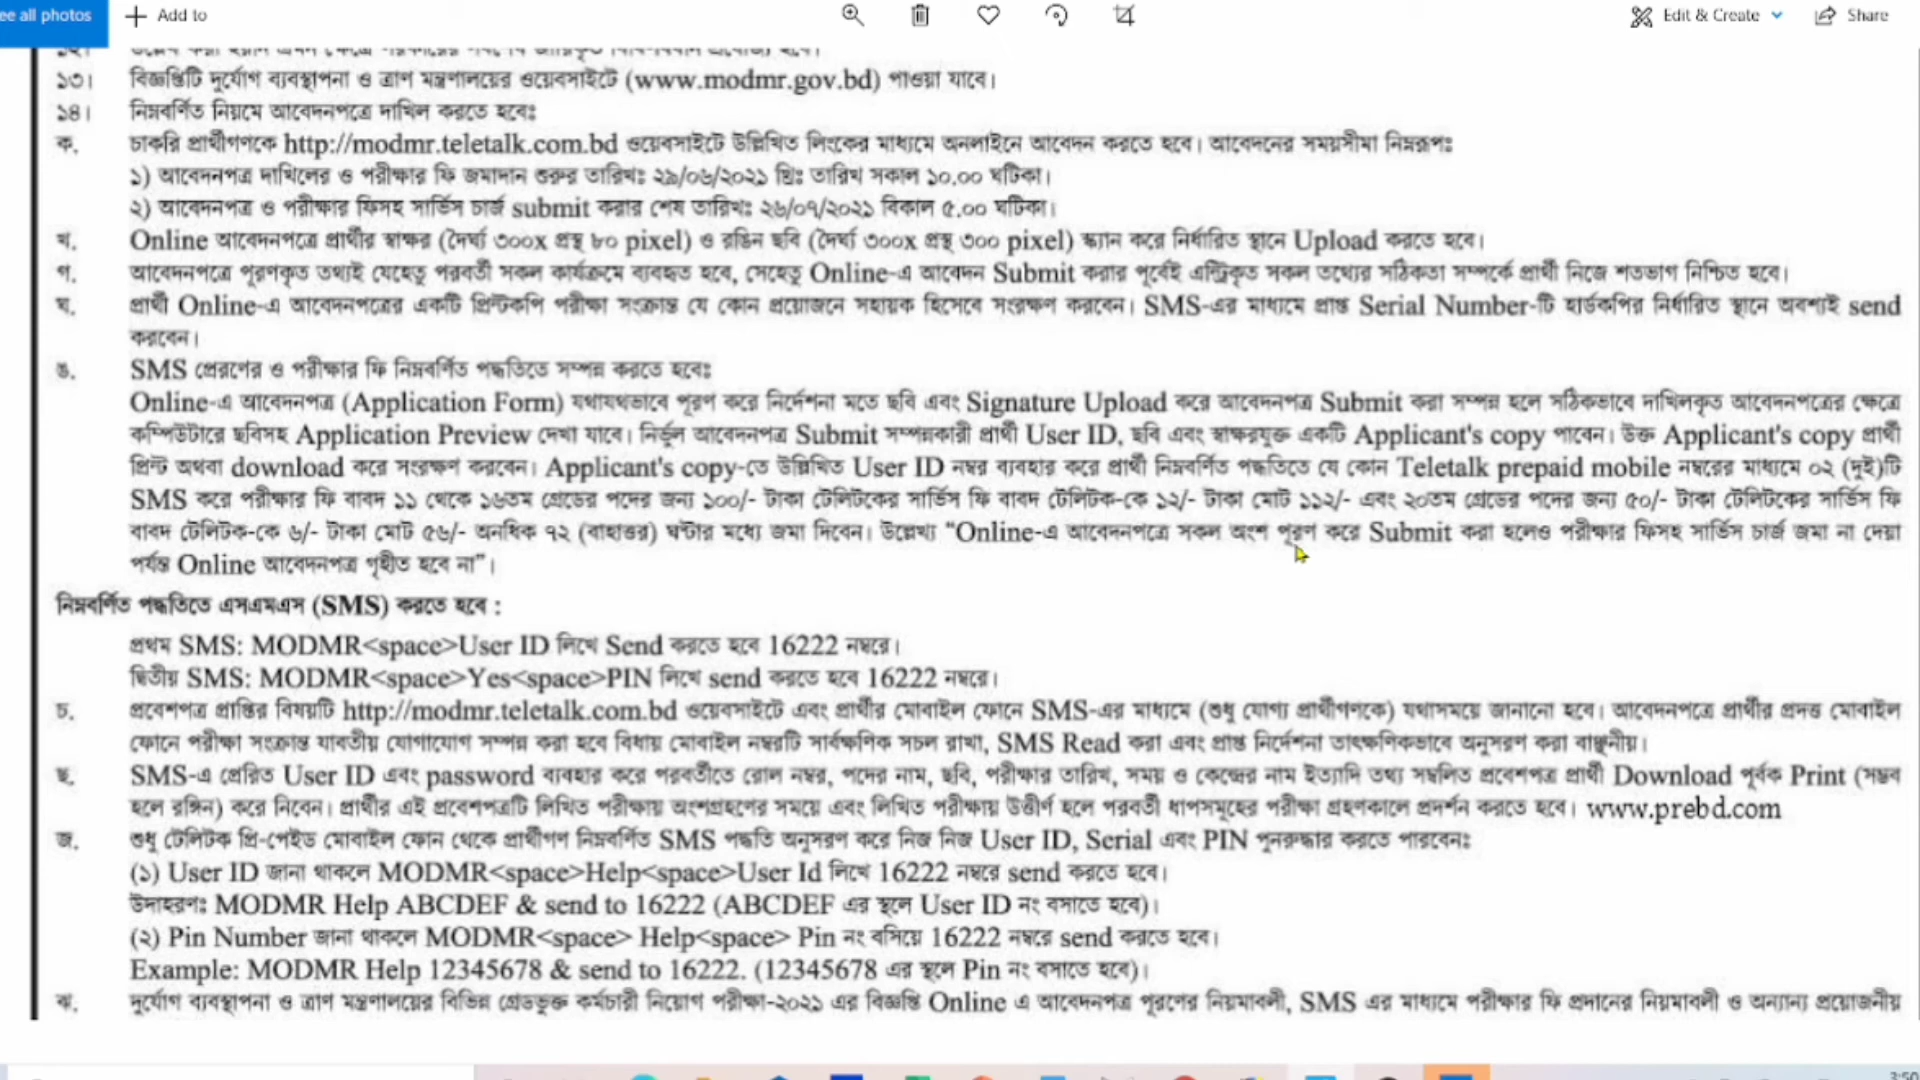 ee all photos
Add to
Edit & Create
Share
১৩। বিজ্ঞপ্তিটি দুর্যোগ ব্যবস্থাপনা ও ত্রাণ মন্ত্রণালয়ের ওয়েবসাইটে (www.modmr.gov.bd) পাওয়া যাবে।
১৪। নিম্নবর্ণিত নিয়মে আবেদনপত্রে দাখিল করতে হবেঃ
ক. চাকরি প্রার্থীগণকে http://modmr.teletalk.com.bd ওয়েবসাইটে উল্লিখিত লিংকের মাধ্যমে অনলাইনে আবেদন করতে হবে। আবেদনের সময়সীমা নিম্নরূপঃ
১) আবেদনপত্র দাখিলের ও পরীক্ষার ফি জমাদান শুরুর তারিখঃ ২৯/০৬/২০২১ খ্রিঃ তারিখ সকাল ১০.০০ ঘটিকা।
২) আবেদনপত্র ও পরীক্ষার ফিসহ সার্ভিস চার্জ submit করার শেষ তারিখঃ ২৬/০৭/২০২১ বিকাল ৫.০০ ঘটিকা।
খ. Online আবেদনপত্রে প্রার্থীর স্বাক্ষর (দৈর্ঘ্য ৩০০x প্রস্থ ৮০ pixel) ও রঙিন ছবি (দৈর্ঘ্য ৩০০x প্রস্থ ৩০০ pixel) স্ক্যান করে নির্ধারিত স্থানে Upload করতে হবে।
গ. আবেদনপত্রে পূরণকৃত তথ্যই যেহেতু পরবর্তী সকল কার্যক্রমে ব্যবহৃত হবে, সেহেতু Online-এ আবেদন Submit করার পূর্বেই এন্ট্রিকৃত সকল তথ্যের সঠিকতা সম্পর্কে প্রার্থী নিজে শতভাগ নিশ্চিত হবে।
ঘ. প্রার্থী Online-এ আবেদনপত্রের একটি প্রিন্টকপি পরীক্ষা সংক্রান্ত যে কোন প্রয়োজনে সহায়ক হিসেবে সংরক্ষণ করবেন। SMS-এর মাধ্যমে প্রাপ্ত Serial Number-টি হার্ডকপির নির্ধারিত স্থানে অবশ্যই send
করবেন।
ঙ. SMS প্রেরণের ও পরীক্ষার ফি নিম্নবর্ণিত পদ্ধতিতে সম্পন্ন করতে হবেঃ
Online-এ আবেদনপত্র (Application Form) যথাযথভাবে পূরণ করে নির্দেশনা মতে ছবি এবং Signature Upload করে আবেদনপত্র Submit করা সম্পন্ন হলে সঠিকভাবে দাখিলকৃত আবেদনপত্রের ক্ষেত্রে
কম্পিউটারে ছবিসহ Application Preview দেখা যাবে। নির্ভুল আবেদনপত্র Submit সম্পন্নকারী প্রার্থী User ID, ছবি এবং স্বাক্ষরযুক্ত একটি Applicant's copy পাবেন। উক্ত Applicant's copy প্রার্থী
প্রিন্ট অথবা download করে সংরক্ষণ করবেন। Applicant's copy-তে উল্লিখিত User ID নম্বর ব্যবহার করে প্রার্থী নিম্নবর্ণিত পদ্ধতিতে যে কোন Teletalk prepaid mobile নম্বরের মাধ্যমে ০২ (দুই)টি
SMS করে পরীক্ষার ফি বাবদ ১১ থেকে ১৬তম গ্রেডের পদের জন্য ১০০/- টাকা টেলিটকের সার্ভিস ফি বাবদ টেলিটক-কে ১২/- টাকা মোট ১১২/- এবং ২০তম গ্রেডের পদের জন্য ৫০/- টাকা টেলিটকের সার্ভিস ফি
বাবদ টেলিটক-কে ৬/- টাকা মোট ৫৬/- অনধিক ৭২ (বাহাত্তর) ঘন্টার মধ্যে জমা দিবেন। উল্লেখ্য “Online-এ আবেদনপত্রে সকল অংশ পূরণ করে Submit করা হলেও পরীক্ষার ফিসহ সার্ভিস চার্জ জমা না দেয়া
পর্যন্ত Online আবেদনপত্র গৃহীত হবে না”।
নিম্নবর্ণিত পদ্ধতিতে এসএমএস (SMS) করতে হবে :
প্রথম SMS: MODMR<space>User ID লিখে Send করতে হবে 16222 নম্বরে।
দ্বিতীয় SMS: MODMR<space>Yes<space>PIN লিখে send করতে হবে 16222 নম্বরে।
চ. প্রবেশপত্র প্রাপ্তির বিষয়টি http://modmr.teletalk.com.bd ওয়েবসাইটে এবং প্রার্থীর মোবাইল ফোনে SMS-এর মাধ্যমে (শুধু যোগ্য প্রার্থীগণকে) যথাসময়ে জানানো হবে। আবেদনপত্রে প্রার্থীর প্রদত্ত মোবাইল
ফোনে পরীক্ষা সংক্রান্ত যাবতীয় যোগাযোগ সম্পন্ন করা হবে বিধায় মোবাইল নম্বরটি সার্বক্ষণিক সচল রাখা, SMS Read করা এবং প্রাপ্ত নির্দেশনা তাৎক্ষণিকভাবে অনুসরণ করা বাঞ্ছনীয়।
ছ. SMS-এ প্রেরিত User ID এবং password ব্যবহার করে পরবর্তীতে রোল নম্বর, পদের নাম, ছবি, পরীক্ষার তারিখ, সময় ও কেন্দ্রের নাম ইত্যাদি তথ্য সম্বলিত প্রবেশপত্র প্রার্থী Download পূর্বক Print (সম্ভব
হলে রঙ্গিন) করে নিবেন। প্রার্থীর এই প্রবেশপত্রটি লিখিত পরীক্ষায় অংশগ্রহণের সময়ে এবং লিখিত পরীক্ষায় উত্তীর্ণ হলে পরবর্তী ধাপসমূহের পরীক্ষা গ্রহণকালে প্রদর্শন করতে হবে। www.prebd.com
জ. শুধু টেলিটক প্রি-পেইড মোবাইল ফোন থেকে প্রার্থীগণ নিম্নবর্ণিত SMS পদ্ধতি অনুসরণ করে নিজ নিজ User ID, Serial এবং PIN পুনরুদ্ধার করতে পারবেনঃ
(১) User ID জানা থাকলে MODMR<space>Help<space>User Id লিখে 16222 নম্বরে send করতে হবে।
উদাহরণঃ MODMR Help ABCDEF & send to 16222 (ABCDEF এর স্থলে User ID নং বসাতে হবে)।
(২) Pin Number জানা থাকলে MODMR<space> Help<space> Pin নং বসিয়ে 16222 নম্বরে send করতে হবে।
Example: MODMR Help 12345678 & send to 16222. (12345678 এর স্থলে Pin নং বসাতে হবে)।
ঝ. দুর্যোগ ব্যবস্থাপনা ও ত্রাণ মন্ত্রণালয়ের বিভিন্ন গ্রেডভুক্ত কর্মচারী নিয়োগ পরীক্ষা-২০২১ এর বিজ্ঞপ্তি Online এ আবেদনপত্র পূরণের নিয়মাবলী, SMS এর মাধ্যমে পরীক্ষার ফি প্রদানের নিয়মাবলী ও অন্যান্য প্রয়োজনীয়